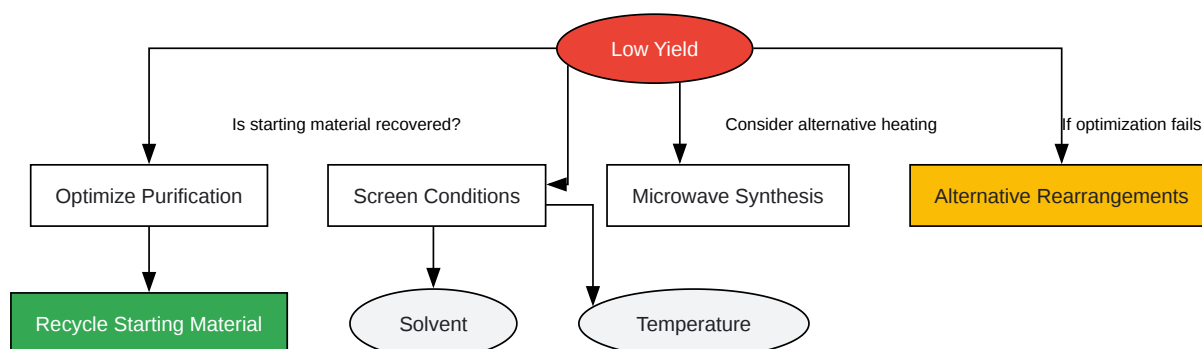 Low Yield
Is starting material recovered?
Consider alternative heating
If optimization fails
Optimize Purification
Screen Conditions
Microwave Synthesis
Alternative Rearrangements
Recycle Starting Material
Solvent
Temperature